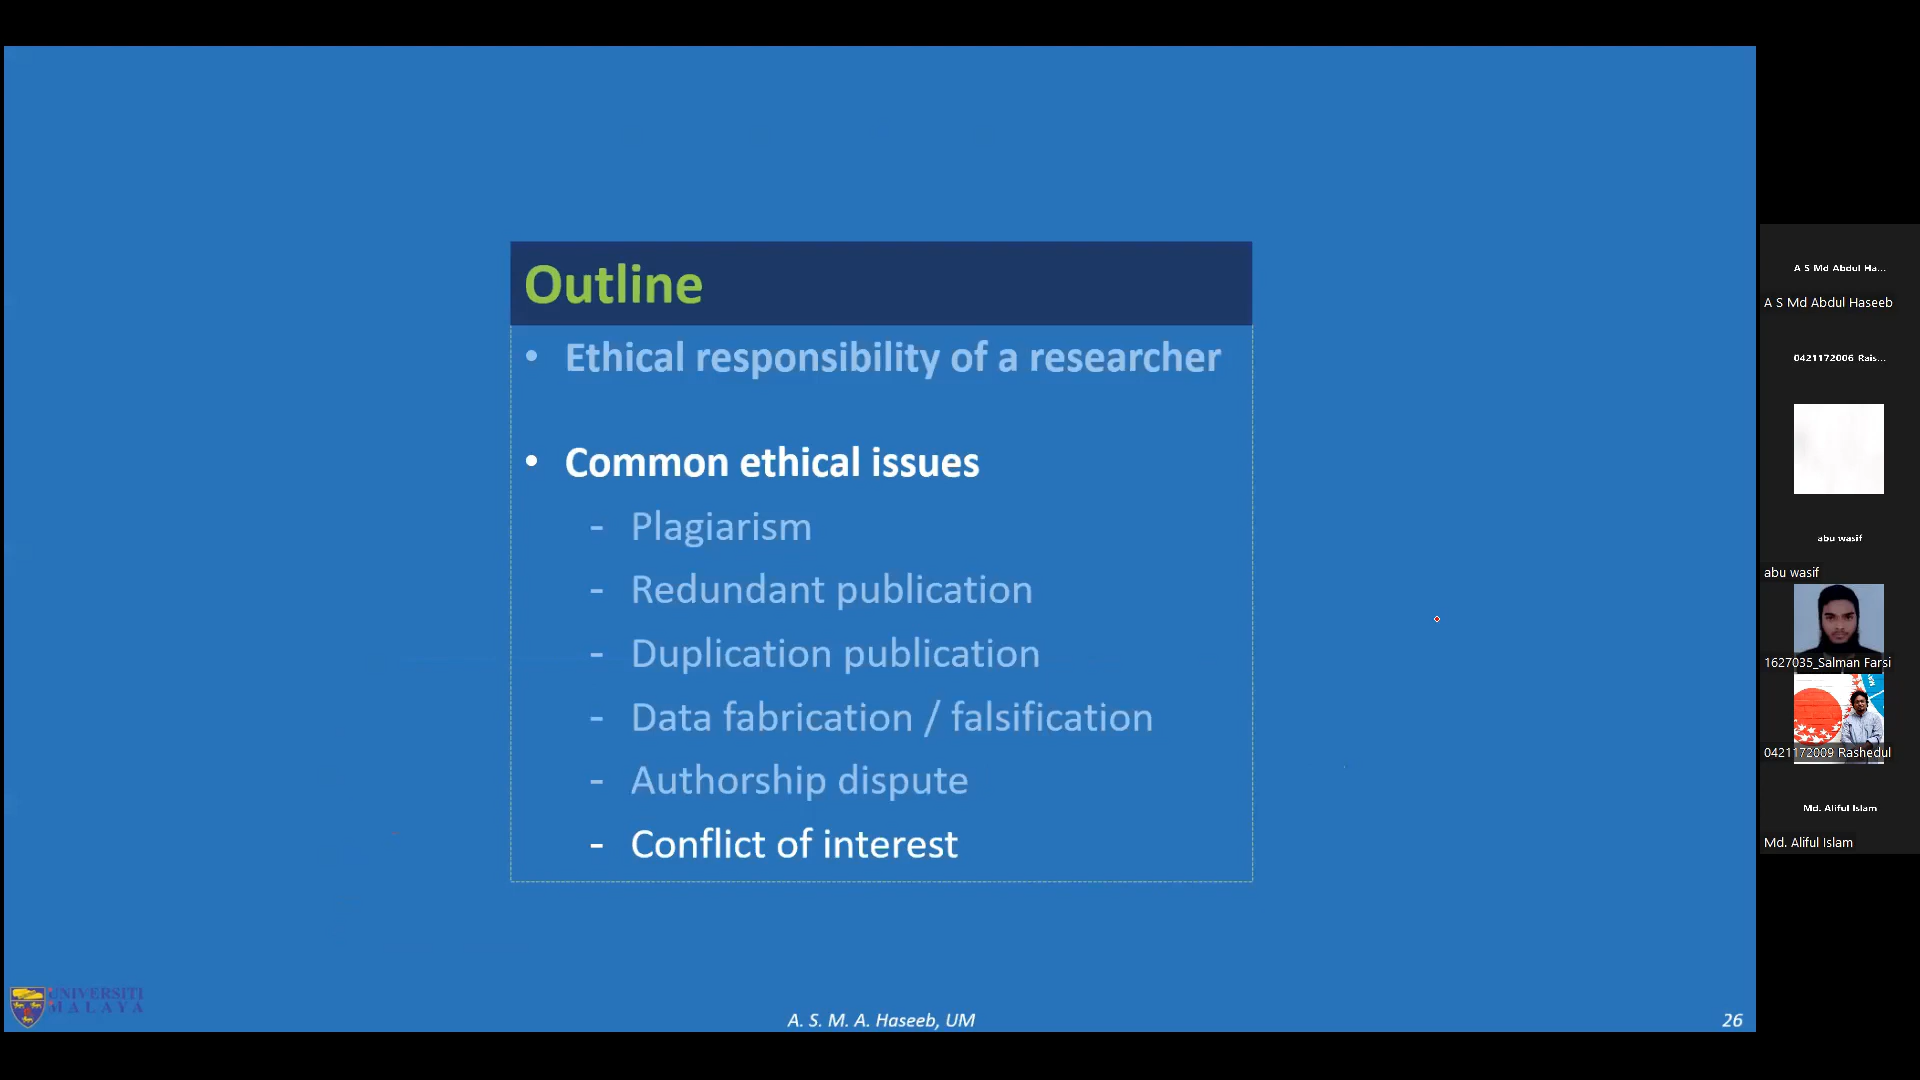 Outline
• Ethical responsibility of a researcher
• Common ethical issues
- Plagiarism
- Redundant publication
- Duplication publication
- Data fabrication / falsification
- Authorship dispute
- Conflict of interest
UNIVERSITI
MALAYA
A. S. M. A. Haseeb, UM
26
A S Md Abdul Ha...
A S Md Abdul Haseeb
0421172006 Rais...
abu wasif
abu wasif
1627035_Salman Farsi
0421172009 Rashedul
Md. Aliful Islam
Md. Aliful Islam